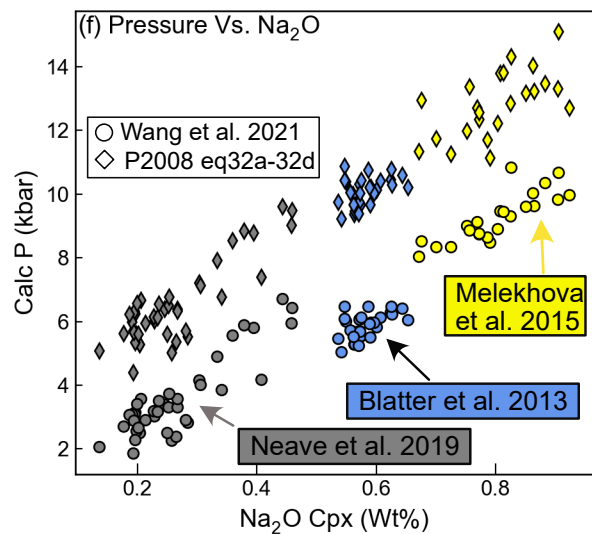 (f) Pressure Vs. Na₂O
Calc P (kbar)
14
12
10
8
6
4
2
Wang et al. 2021
P2008 eq32a-32d
Melekhova
et al. 2015
Blatter et al. 2013
Neave et al. 2019
0.2
0.4
0.6
0.8
Na₂O Cpx (Wt%)